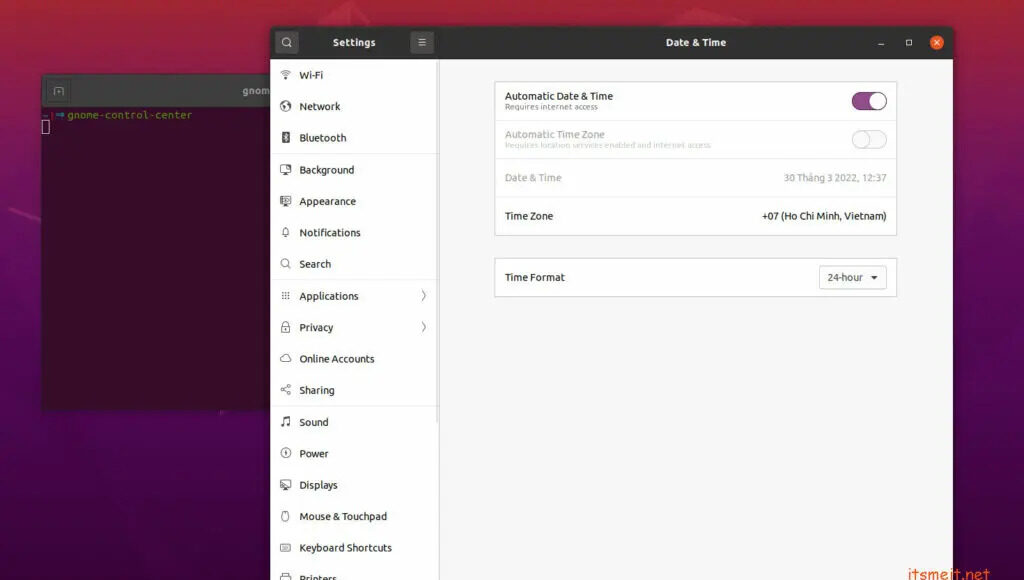 gnom
gnome-control-center
Settings
Date & Time
Wi-Fi
Network
Bluetooth
Background
Appearance
Notifications
Search
Applications
Privacy
Online Accounts
Sharing
Sound
Power
Displays
Mouse & Touchpad
Keyboard Shortcuts
Printers
Automatic Date & Time
Requires internet access
Automatic Time Zone
Requires location services enabled and internet access
Date & Time 30 Tháng 3 2022, 12:37
Time Zone +07 (Ho Chi Minh, Vietnam)
Time Format 24-hour
itsmeit.net